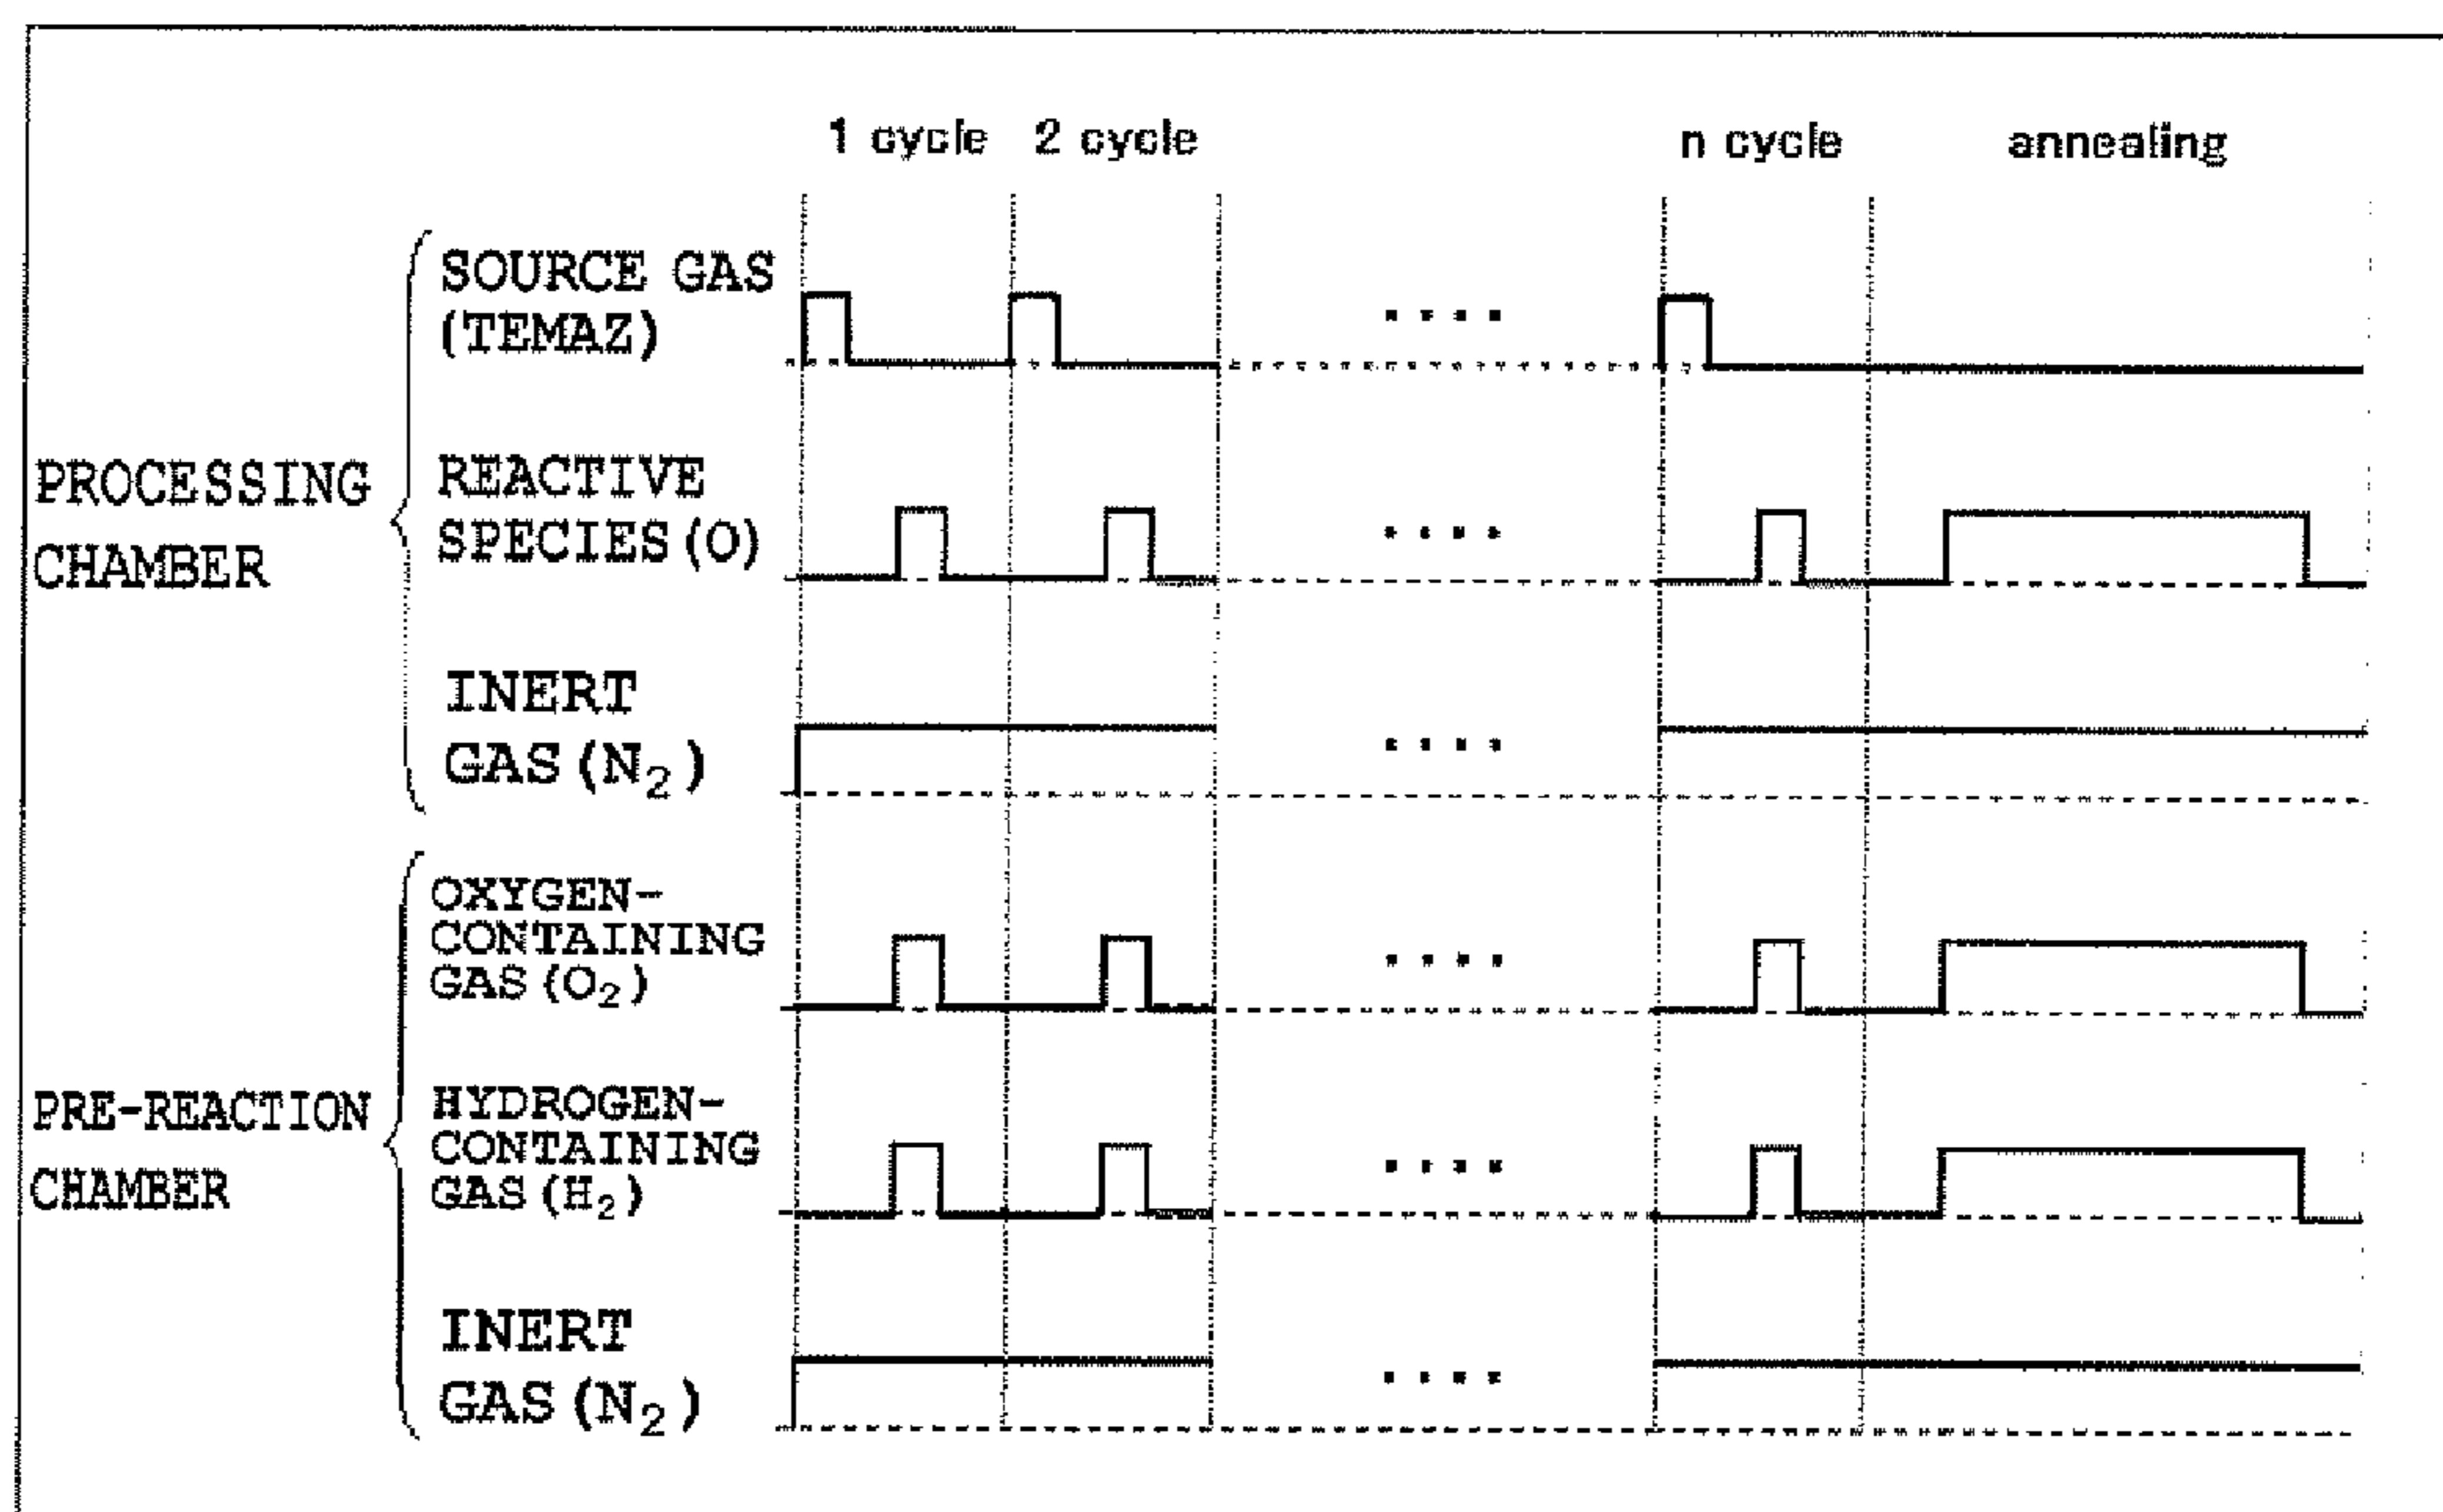 1 cycle 2 cycle n cycle annealing
SOURCE GAS
(TEMAZ)
PROCESSING
CHAMBER
REACTIVE
SPECIES(O)
INERT
GAS(N₂)
OXYGEN-
CONTAINING
GAS(O₂)
PRE-REACTION
CHAMBER
HYDROGEN-
CONTAINING
GAS(H₂)
INERT
GAS(N₂)